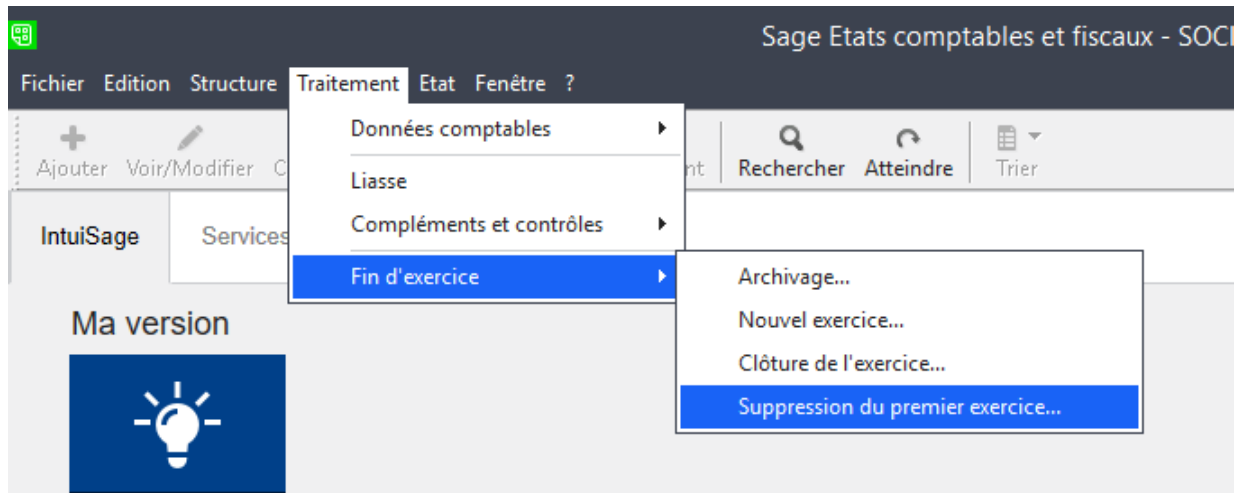 Sage Etats comptables et fiscaux - SOCI
Fichier Edition Structure Traitement Etat Fenêtre ?
Données comptables
Ajouter Voir/Modifier C nt Rechercher Atteindre Trier
Liasse
IntuiSage Services Compléments et contrôles
Fin d'exercice
Archivage...
Nouvel exercice...
Ma version
Clôture de l'exercice...
Suppression du premier exercice...